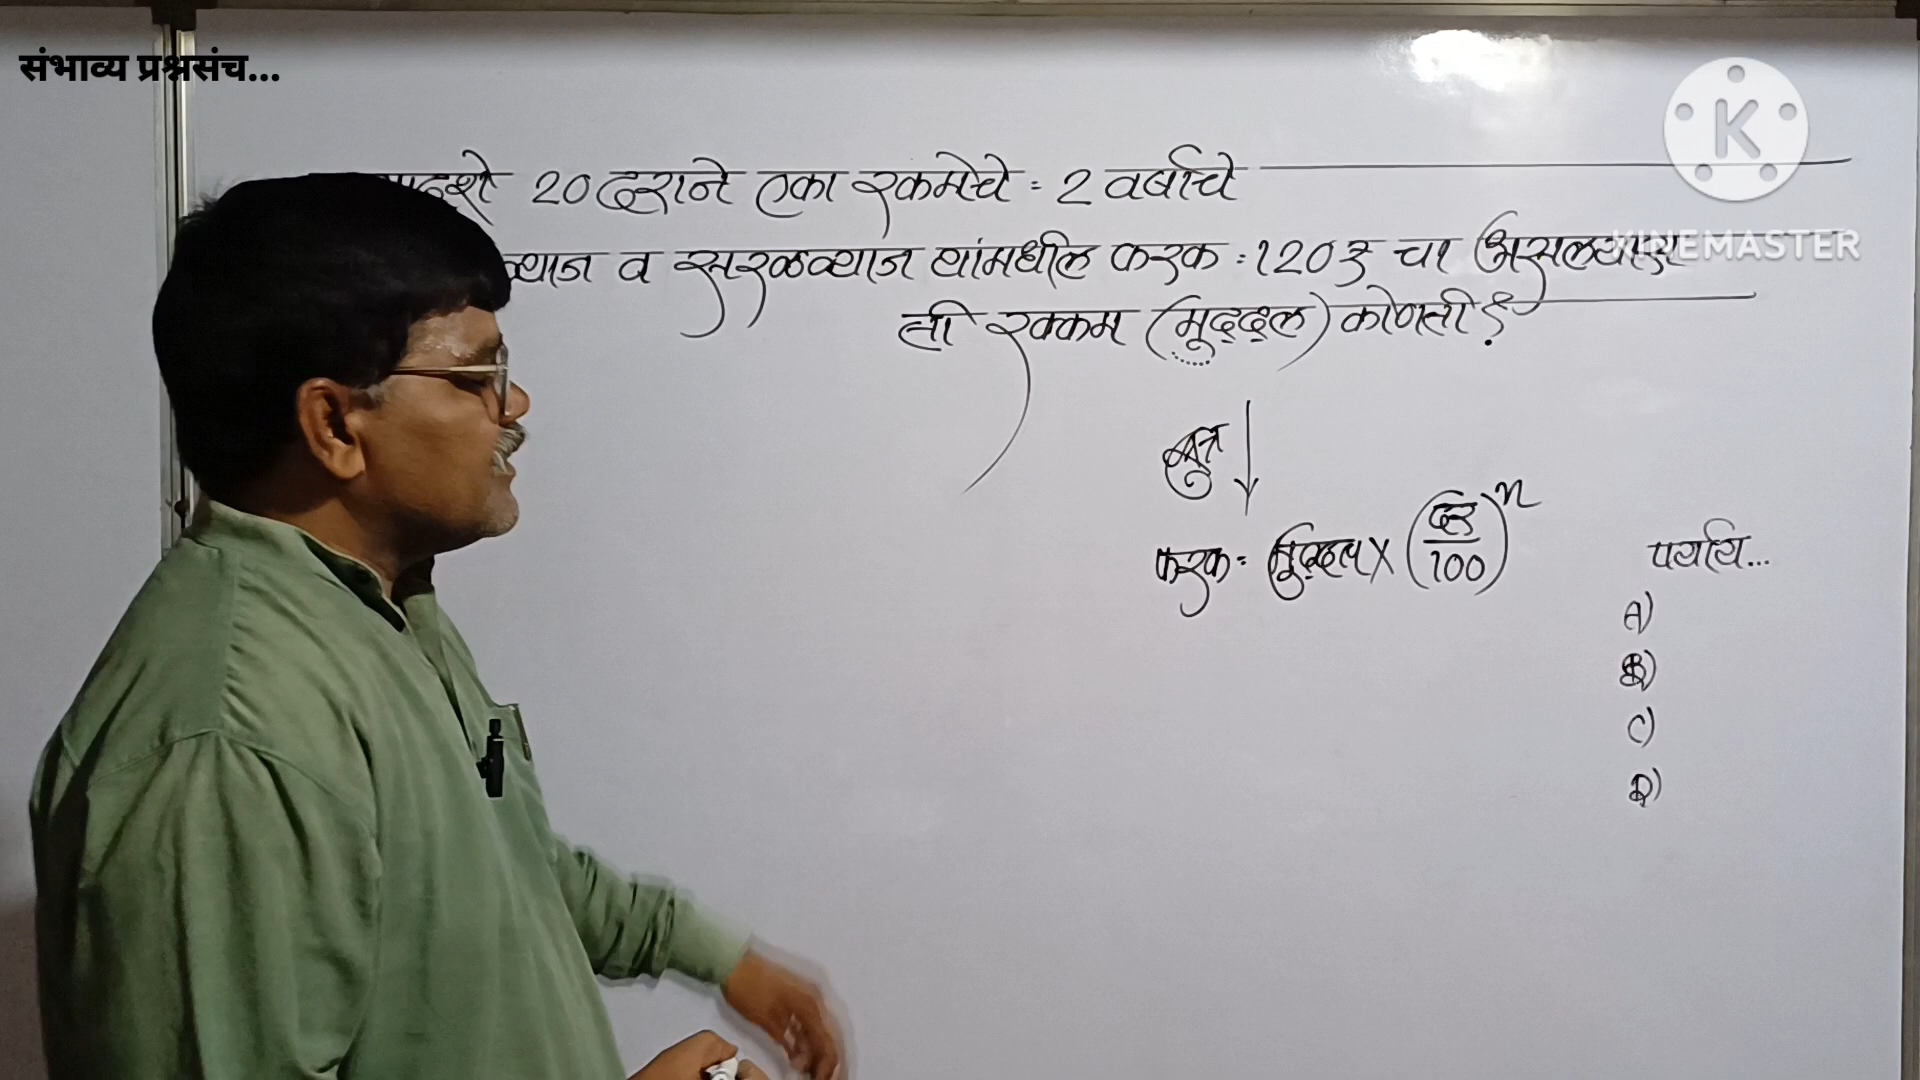 संभाव्य प्रश्नसंच...
K
KINEMASTER
20 दराने एका रकमेचे = 2 वर्षाचे
व्याज व सरळव्याज यांमधील फरक = 120 रु चा असल्यास
ती रक्कम (मुद्दल) कोणती?
सूत्र
फरक = मुद्दल X (दर/100)^n
पर्याय...
A)
B)
C)
D)